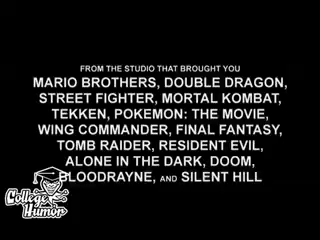 FROM THE STUDIO THAT BROUGHT YOU
MARIO BROTHERS, DOUBLE DRAGON,
STREET FIGHTER, MORTAL KOMBAT,
TEKKEN, POKEMON: THE MOVIE,
WING COMMANDER, FINAL FANTASY,
TOMB RAIDER, RESIDENT EVIL,
ALONE IN THE DARK, DOOM,
BLOODRAYNE, AND SILENT HILL
College
Humor